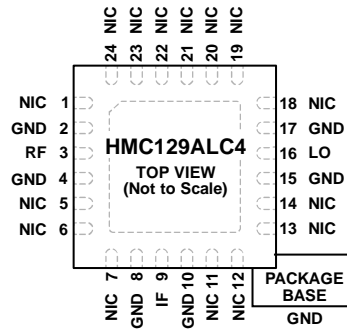 24 NIC
23 NIC
22 NIC
21 NIC
20 NIC
19 NIC
NIC 1
GND 2
RF 3
GND 4
NIC 5
NIC 6
HMC129ALC4
TOP VIEW
(Not to Scale)
18 NIC
17 GND
16 LO
15 GND
14 NIC
13 NIC
NIC 7
GND 8
IF 9
GND 10
NIC 11
NIC 12
PACKAGE
BASE
GND